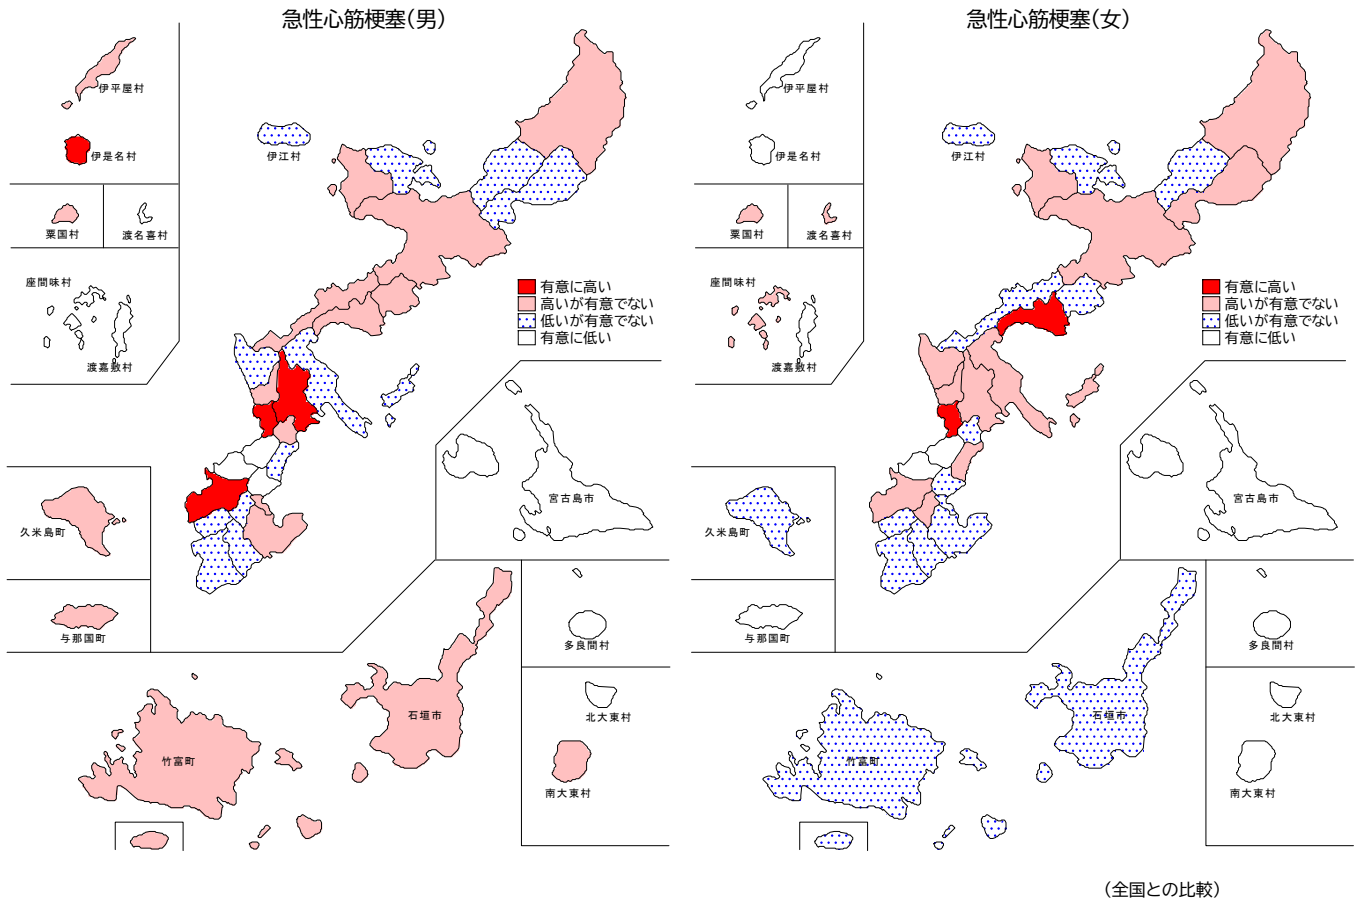 急性心筋梗塞(男)
伊平屋村
伊是名村
伊江村
粟国村
渡名喜村
座間味村
渡嘉敷村
有意に高い
高いが有意でない
低いが有意でない
有意に低い
宮古島市
久米島町
与那国町
多良間村
石垣市
北大東村
竹富町
南大東村
急性心筋梗塞(女)
伊平屋村
伊是名村
伊江村
粟国村
渡名喜村
座間味村
渡嘉敷村
有意に高い
高いが有意でない
低いが有意でない
有意に低い
宮古島市
久米島町
与那国町
多良間村
石垣市
北大東村
竹富町
南大東村
(全国との比較)